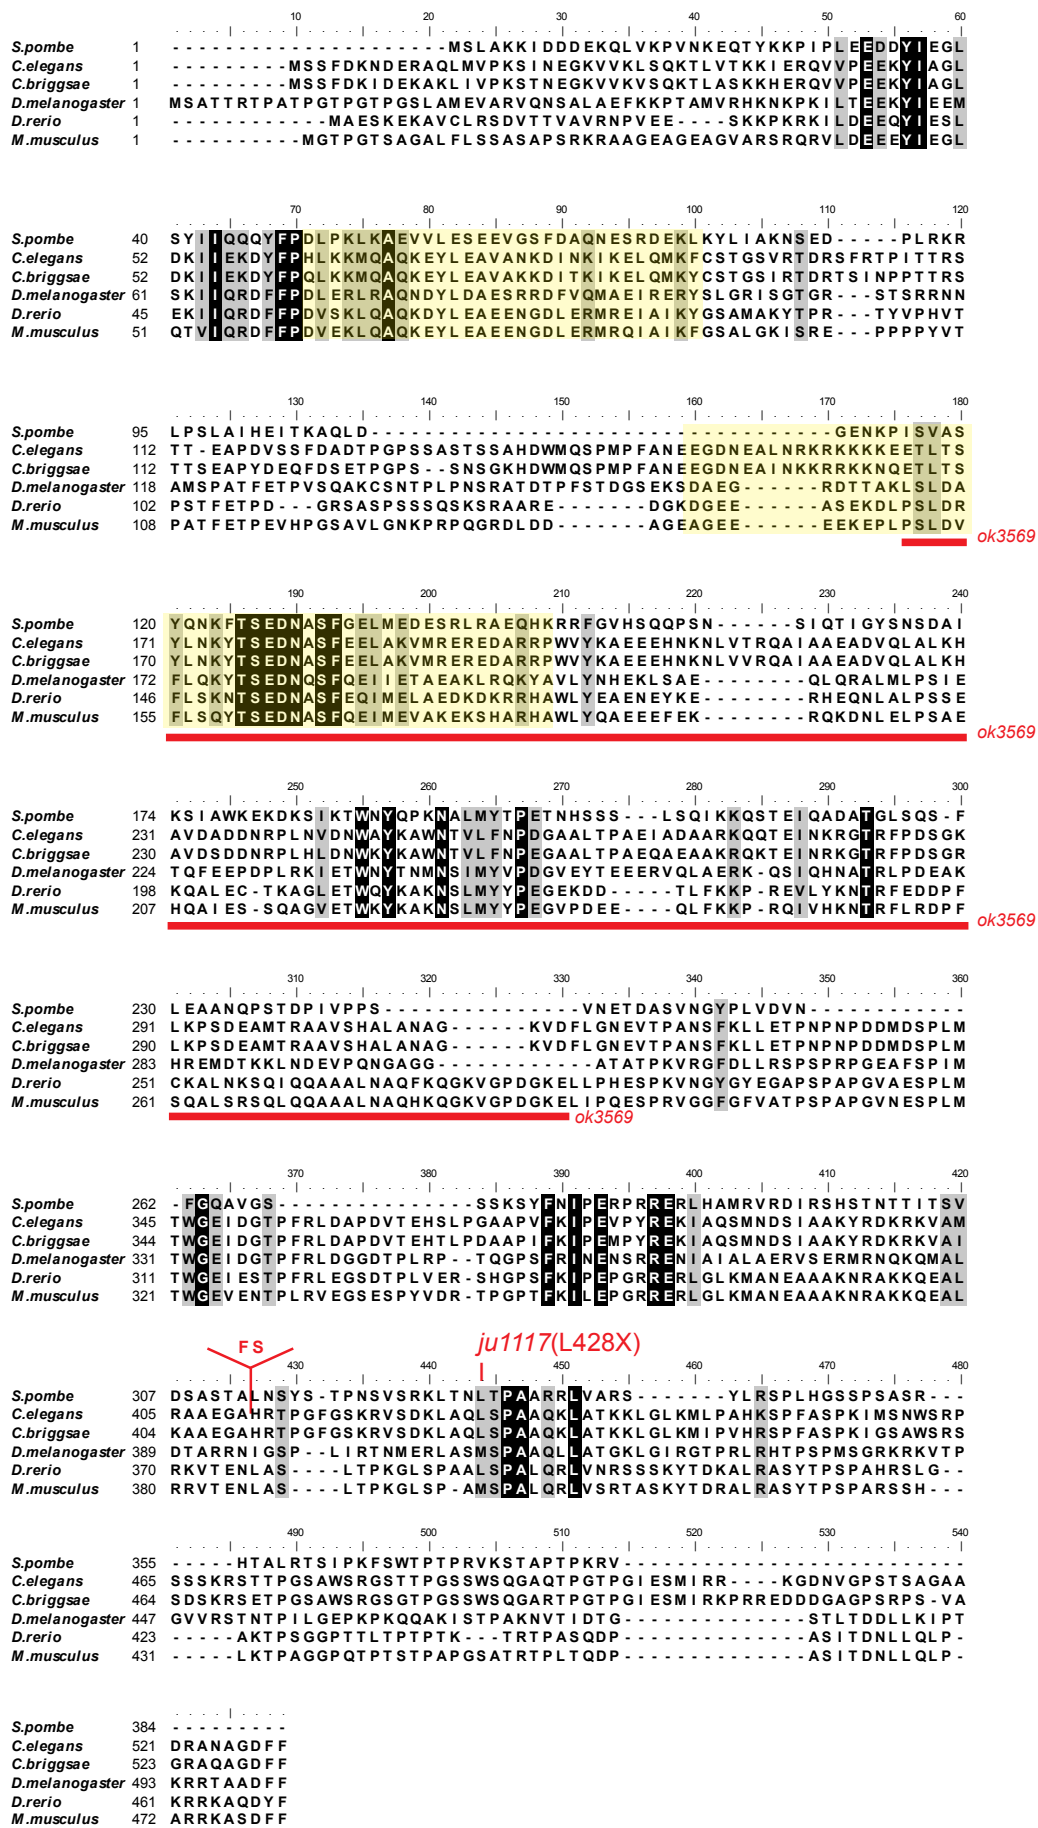 10 20 30 40 50 60
S.pombe 1 - - - - - - - - - - - - - - - - - - - - - MSLAKKIDDDEKQLVKPVNKEQTYKKPIPLEEDDYIEGL
C.elegans 1 - - - - - - - - - MSSFDKNDERAQLMVPKSINEGKVVKLSQKTLVTKKIERQVVPEEKYIAGL
C.briggsae 1 - - - - - - - - - MSSFDKIDEKAKLIVPKSTNEGKVVKVSQKTLASKKHERQVVPEEKYIAGL
D.melanogaster 1 MSATTRTPATPGTPGTPGSLAMEVARVQNSALAEFKKPTAMVRHKNKPKILTEEKYIEEM
D.rerio 1 - - - - - - - - - - - - MAESKEKAVCLRSDVTTVAVRNPVEE - - - - SKKPKRKILDEEQYIESL
M.musculus 1 - - - - - - - - - - MGTPGTSAGALFLSSASAPSRKRAAGEAGEAGVARSRQRVLDEEEYIEGL
70 80 90 100 110 120
S.pombe 40 SYIIQQQYFPDLPKLKAEVVLESEEVGSFDAQNESRDEKLKYLIAKNSED - - - - - PLRKR
C.elegans 52 DKIIEKDYFPHLKKMQAQKEYLEAVANKDINKIKELQMKFCSTGSVRTDRSFRTPITTRS
C.briggsae 52 DKIIEKDYFPQLKKMQAQKEYLEAVAKKDITKIKELQMKFCSTGSIRTDRTSINPPTTRS
D.melanogaster 61 SKIIQRDFFPDLERLRAQNDYLDAESRRDFVQMAEIRERYSLGRISGTGR - - - STSRRNN
D.rerio 45 EKIIQRDFFPDVSKLQAQKDYLEAEENGDLERMREIAIKYGSAMAKYTPR - - - TYVPHVT
M.musculus 51 QTVIQRDFFPDVEKLQAQKEYLEAEENGDLERMRQIAIKFGSALGKISRE - - - PPPPYVT
130 140 150 160 170 180
S.pombe 95 LPSLAIHEITKAQLD - - - - - - - - - - - - - - - - - - - - - - - - - - - - - - - - - - - GENKPISVAS
C.elegans 112 TT-EAPDVSSFDADTPGPSSASTSSAHDWMQSPMPFANEEGDNEALNRKRKKKKEETLTS
C.briggsae 112 TTSEAPYDEQFDSETPGPS - - SNSGKHDWMQSPMPFANEEGDNEAINKKRRKKNQETLTS
D.melanogaster 118 AMSPATFETPVSQAKCSNTPLPNSRATDTPFSTDGSEKSDAEG - - - - - - RDTTAKLSLDA
D.rerio 102 PSTFETPD - - - GRSASPSSSQSKSRAARE - - - - - DGKDGEE - - - - - ASEKDLPSLDR
M.musculus 108 PATFETPEVHPGSAVLGNKPRPQGRDLDD - - - - - - - AGEAGEE - - - - - EEKEPLPSLDV
ok3569
190 200 210 220 230 240
S.pombe 120 YQNKFTSEDNASFGELMEDESRLRAEQHKRRFGVHSQQPSN - - - - - - SIQTIGYSNSDAI
C.elegans 171 YLNKYTSEDNASFEELAKVMREREDARRPWVYKAEEEHNKNLVTRQAIAAEADVQLALKH
C.briggsae 170 YLNKYTSEDNASFEELAKVMREREDARRPWVYKAEEEHNKNLVVRQAIAAEADVQLALKH
D.melanogaster 172 FLQKYTSEDNQSFQEIIETAEAKLRQKYAVLYNHEKLSAE - - - - - - - - QLQRALMLPSIE
D.rerio 146 FLSKNTSEDNASFEQIMELAEDKDKRRHAWLYEAENEYKE - - - - - - - - RHEQNLALPSSE
M.musculus 155 FLSQYTSEDNASFQEIMEVAKEKSHARHAWLYQAEEEFEK - - - - - - - - RQKDNLELPSAE
ok3569
250 260 270 280 290 300
S.pombe 174 KSIAWKEKDKSIKTWNYQPKNALMYTPETNHSSS - - - LSQIKKQSTEIQADATGLSQS-F
C.elegans 231 AVDADDNRPLNVDNWAYKAWNTVLFNPDGAALTPAEIADAARKQQTEINKRGTRFPDSGK
C.briggsae 230 AVDSDDNRPLHLDNWKYKAWNTVLFNPEGAALTPAEQAEAAKRQKTEINRKGTRFPDSGR
D.melanogaster 224 TQFEEPDPLRKIETWNYTNMNSIMYVPDGVEYTEEERVQLAERK-QSIQHNATRLPDEAK
D.rerio 198 KQALEC-TKAGLETWQYKAKNSLMYYPEGEKDD - - - - TLFKKP-REVLYKNTRFEDDPF
M.musculus 207 HQAIES-SQAGVETWKYKAKNSLMYYPEGVPDEE - - - - QLFKKP-RQIVHKNTRFLRDPF
ok3569
310 320 330 340 350 360
S.pombe 230 LEAANQPSTDPIVPPS - - - - - - - - - - - - - - - VNETDASVNGYPLVDVN - - - - - - - - - - - -
C.elegans 291 LKPSDEAMTRAAVSHALANAG - - - - - - KVDFLGNEVTPANSFKLLETPNPNPDDMDSPLM
C.briggsae 290 LKPSDEAMTRAAVSHALANAG - - - - - - KVDFLGNEVTPANSFKLLETPNPNPDDMDSPLM
D.melanogaster 283 HREMDTKKLNDEVPQNGAGG - - - - - - - - - - - - ATATPKVRGFDLLRSPSPRPGEAFSPIM
D.rerio 251 CKALNKSQIQQAAALNAQFKQGKVGPDGKELLPHESPKVNGYGYEGAPSPAPGVAESPLM
M.musculus 261 SQALSRSQLQQAAALNAQHKQGKVGPDGKELIPQESPRVGGFGFVATPSPAPGVNESPLM
ok3569
370 380 390 400 410 420
S.pombe 262 -FGQAVGS - - - - - - - - - - - - - - - SSKSYFNIPERPRRERLHAMRVRDIRSHSTNTTITSV
C.elegans 345 TWGEIDGTPFRLDAPDVTEHSLPGAAPVFKIPEVPYREKIAQSMNDSIAAKYRDKRKVAM
C.briggsae 344 TWGEIDGTPFRLDAPDVTEHTLPDAAPIFKIPEMPYREKIAQSMNDSIAAKYRDKRKVAI
D.melanogaster 331 TWGEIDGTPFRLDGGDTPLRP - - TQGPSFRINENSRRENIAIALAERVSERMRNQKQMAL
D.rerio 311 TWGEIESTPFRLEGSDTPLVER-SHGPSFKIPEPGRRERLGLKMANEAAAKNRAKKQEAL
M.musculus 321 TWGEVENTPLRVEGSESPYVDR-TPGPTFKILEPGRRERLGLKMANEAAAKNRAKKQEAL
FS ju1117(L428X)
430 440 450 460 470 480
S.pombe 307 DSASTALNSYS-TPNSVSRKLTNLTPAARRLVARS - - - - - - YLRSPLHGSSPSASR - -
C.elegans 405 RAAEGAHRTPGFGSKRVSDKLAQLSPAAQKLATKKLGLKMLPAHKSPFASPKIMSNWSRP
C.briggsae 404 KAAEGAHRTPGFGSKRVSDKLAQLSPAAQKLATKKLGLKMIPVHRSPFASPKIGSAWSRS
D.melanogaster 389 DTARRNIGSP - - LIRTNMERLASMSPAAQLLATGKLGIRGTPRLRHTPSPMSGRKRKVTP
D.rerio 370 RKVTENLAS - - - - LTPKGLSPAALSPALQRLVNRSSSKYTDKALRASYTPSPAHRSLG - -
M.musculus 380 RRVTENLAS - - - - LTPKGLSP-AMSPALQRLVSRTASKYTDRALRASYTPSPARSSH - - -
490 500 510 520 530 540
S.pombe 355 - - - - - HTALRTSIPKFSWTPTPRVKSTAPTPKRV - - - - - - - - - - - - - - - - - - - - - - - - - -
C.elegans 465 SSSKRSTTPGSAWSRGSTTPGSSWSQGAQTPGTPGIESMIRR - - - - KGDNVGPSTSAGAA
C.briggsae 464 SDSKRSETPGSAWSRGSGTPGSSWSQGARTPGTPGIESMIRKPRREDDDGAGPSRPS-VA
D.melanogaster 447 GVVRSTNTPILGEPKPKQQAKISTPAKNVTIDTG - - - - - - - - - - - - - - STLTDDLLKIPT
D.rerio 423 - - - - - AKTPSGGPTTLTPTPTK - - - TRTPASQDP - - - - - - - - - - - - - - ASITDNLLQLP-
M.musculus 431 - - - - - LKTPAGGPQTPTSTPAPGSATRTPLTQDP - - - - - - - - - - - - - - ASITDNLLQLP-
S.pombe 384 - - - - - - - - -
C.elegans 521 DRANAGDFF
C.briggsae 523 GRAQAGDFF
D.melanogaster 493 KRRTAADFF
D.rerio 461 KRRKAQDYF
M.musculus 472 ARRKASDFF